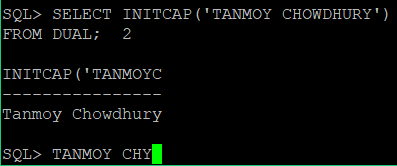 SQL> SELECT INITCAP('TANMOY CHOWDHURY')
FROM DUAL;  2
INITCAP('TANMOYC
----------------
Tanmoy Chowdhury
SQL> TANMOY CHY